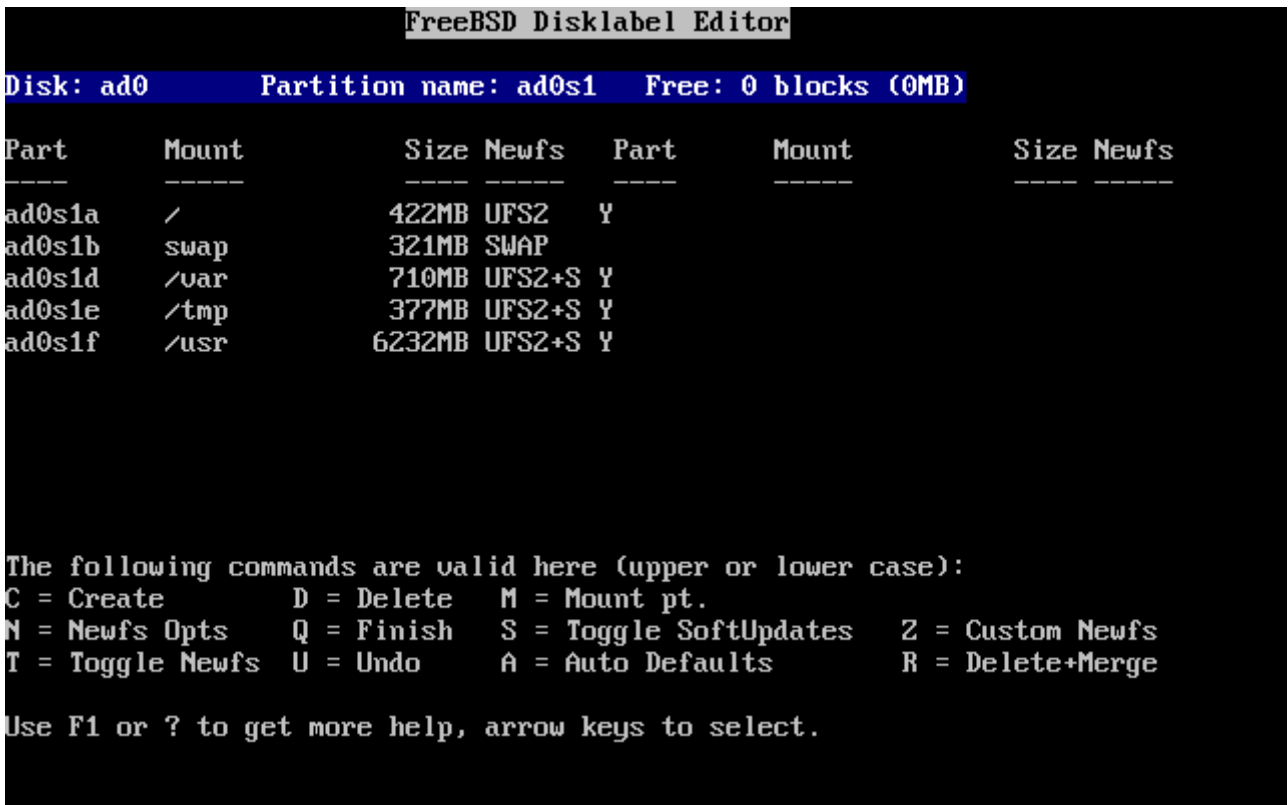 FreeBSD Disklabel Editor
Disk: ad0 Partition name: ad0s1 Free: 0 blocks (0MB)
Part Mount Size Newfs Part Mount Size Newfs
---- ----- ---- ----- ---- ----- ---- -----
ad0s1a / 422MB UFS2 Y
ad0s1b swap 321MB SWAP
ad0s1d /var 710MB UFS2+S Y
ad0s1e /tmp 377MB UFS2+S Y
ad0s1f /usr 6232MB UFS2+S Y
The following commands are valid here (upper or lower case):
C = Create D = Delete M = Mount pt.
N = Newfs Opts Q = Finish S = Toggle SoftUpdates Z = Custom Newfs
T = Toggle Newfs U = Undo A = Auto Defaults R = Delete+Merge
Use F1 or ? to get more help, arrow keys to select.